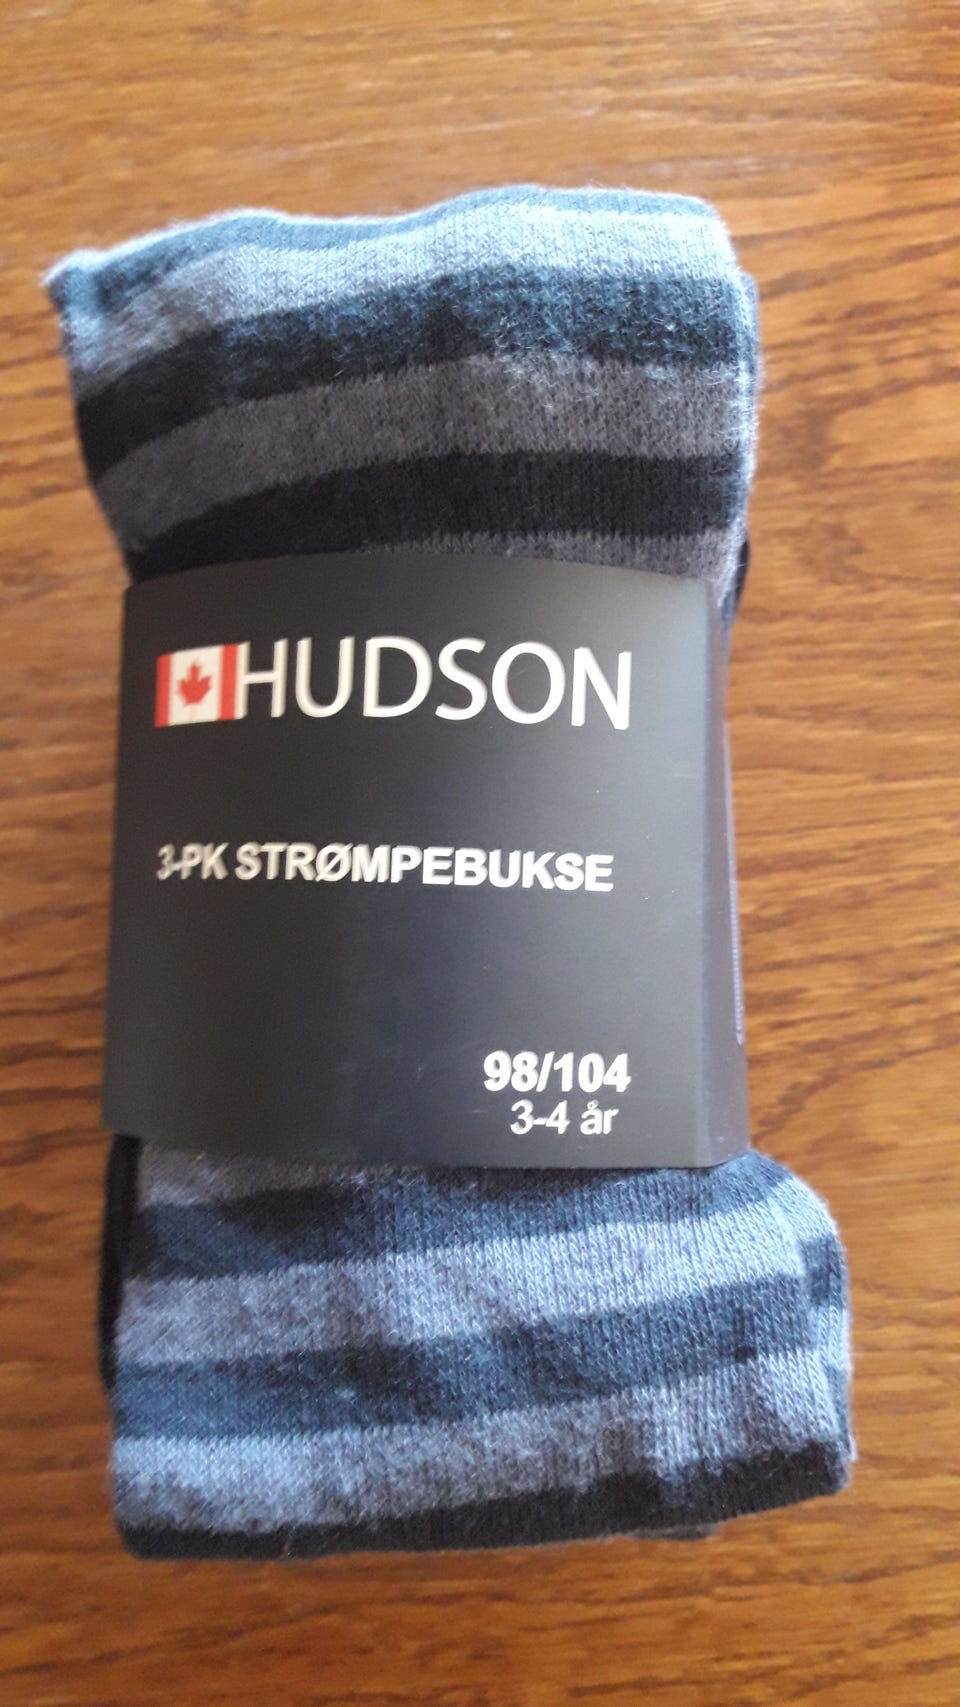 HUDSON
3-PK STRØMPEBUKSE
98/104
3-4 år